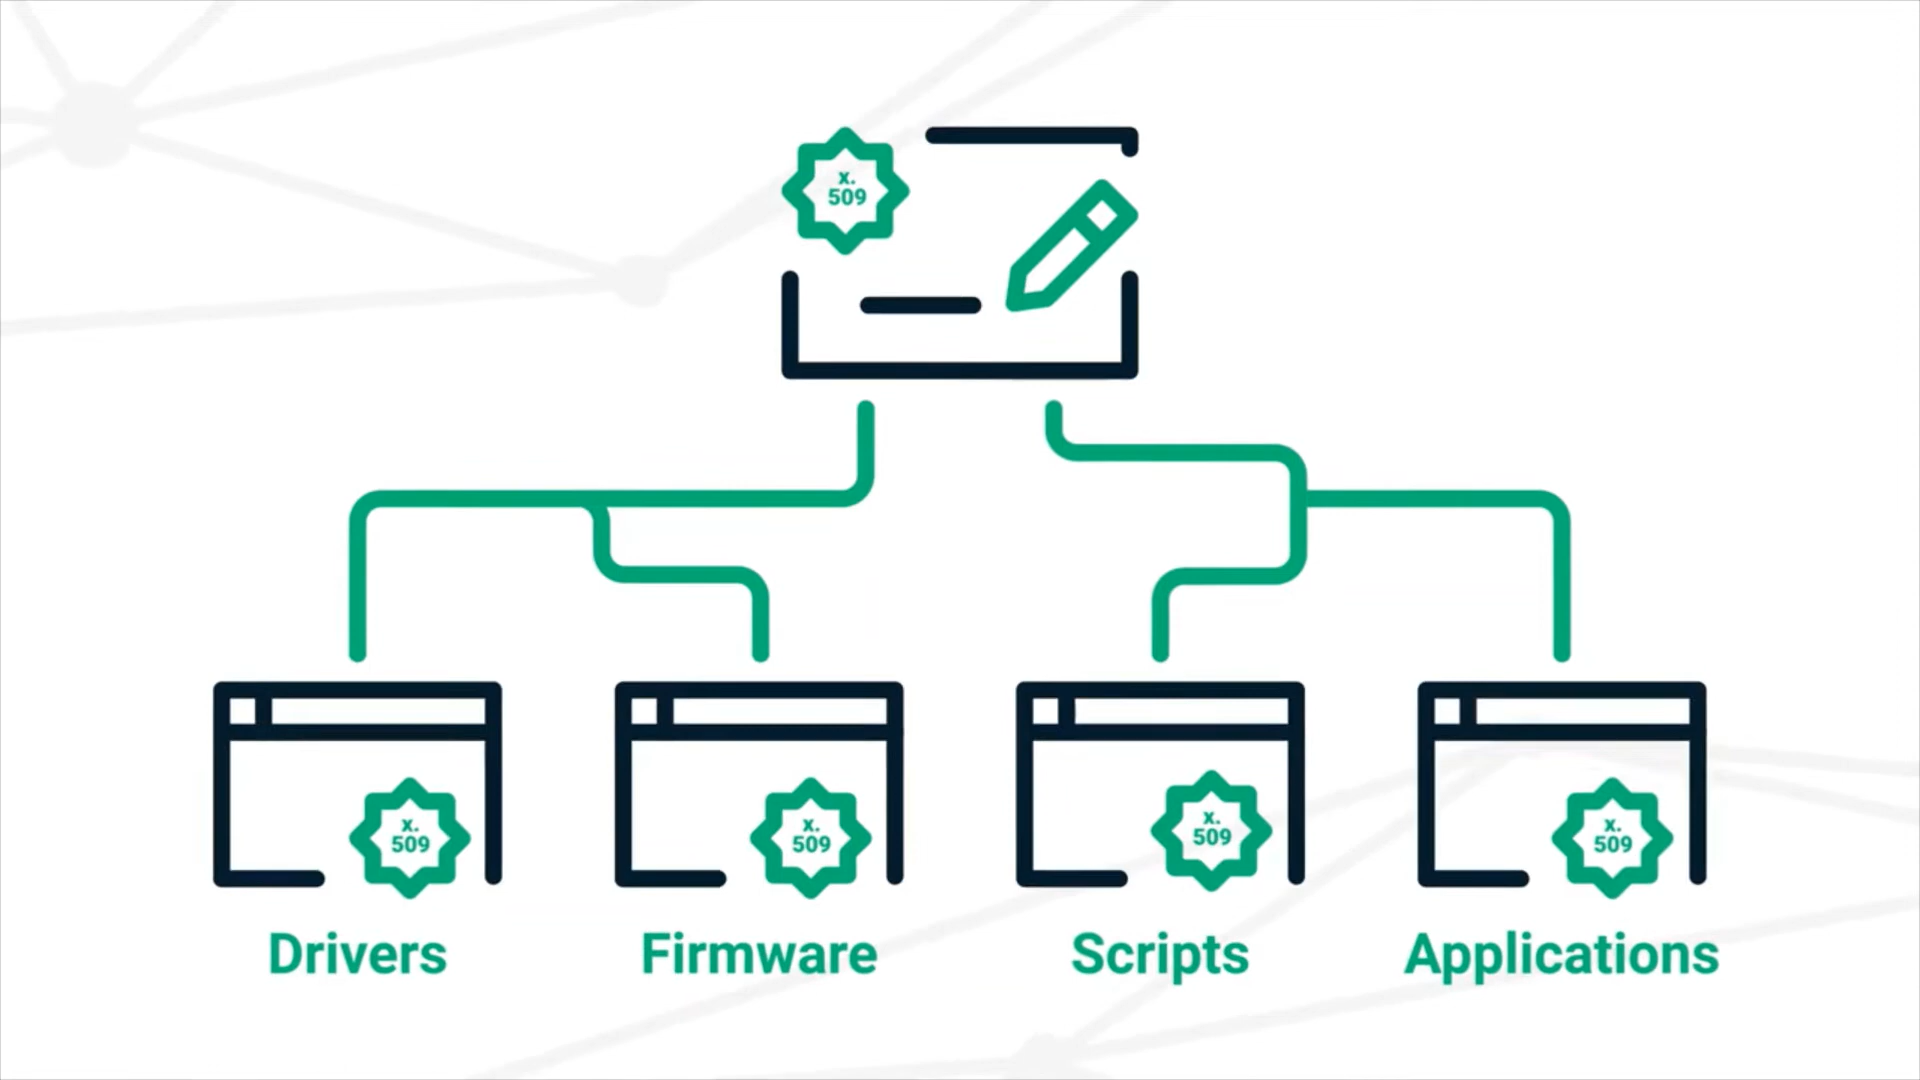 x.
509
x.
509
x.
509
x.
509
x.
509
Drivers
Firmware
Scripts
Applications